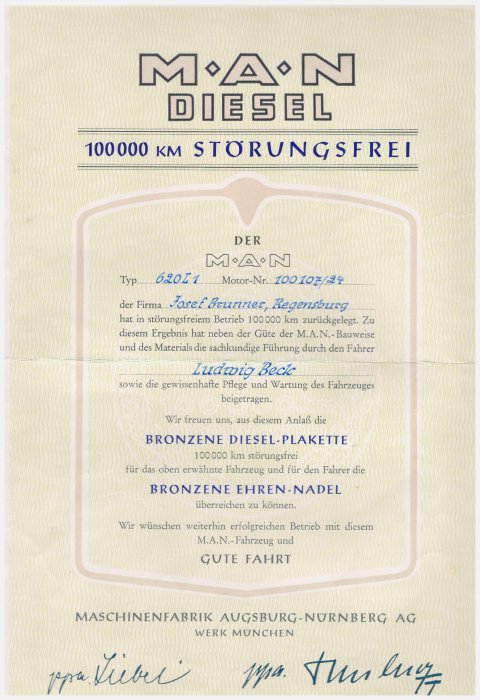 M·A·N
DIESEL
100 000 KM STÖRUNGSFREI
DER
M·A·N
Typ 620L1 Motor-Nr. 100107/24
der Firma Josef Brunner, Regensburg
hat in störungsfreiem Betrieb 100 000 km zurückgelegt. Zu
diesem Ergebnis hat neben der Güte der M.A.N.-Bauweise
und des Materials die sachkundige Führung durch den Fahrer
Ludwig Beck
sowie die gewissenhafte Pflege und Wartung des Fahrzeuges
beigetragen.
Wir freuen uns, aus diesem Anlaß die
BRONZENE DIESEL-PLAKETTE
100 000 km störungsfrei
für das oben erwähnte Fahrzeug und für den Fahrer die
BRONZENE EHREN-NADEL
überreichen zu können.
Wir wünschen weiterhin erfolgreichen Betrieb mit diesem
M.A.N.-Fahrzeug und
GUTE FAHRT
MASCHINENFABRIK AUGSBURG-NÜRNBERG AG
WERK MÜNCHEN
ppa. ppa.